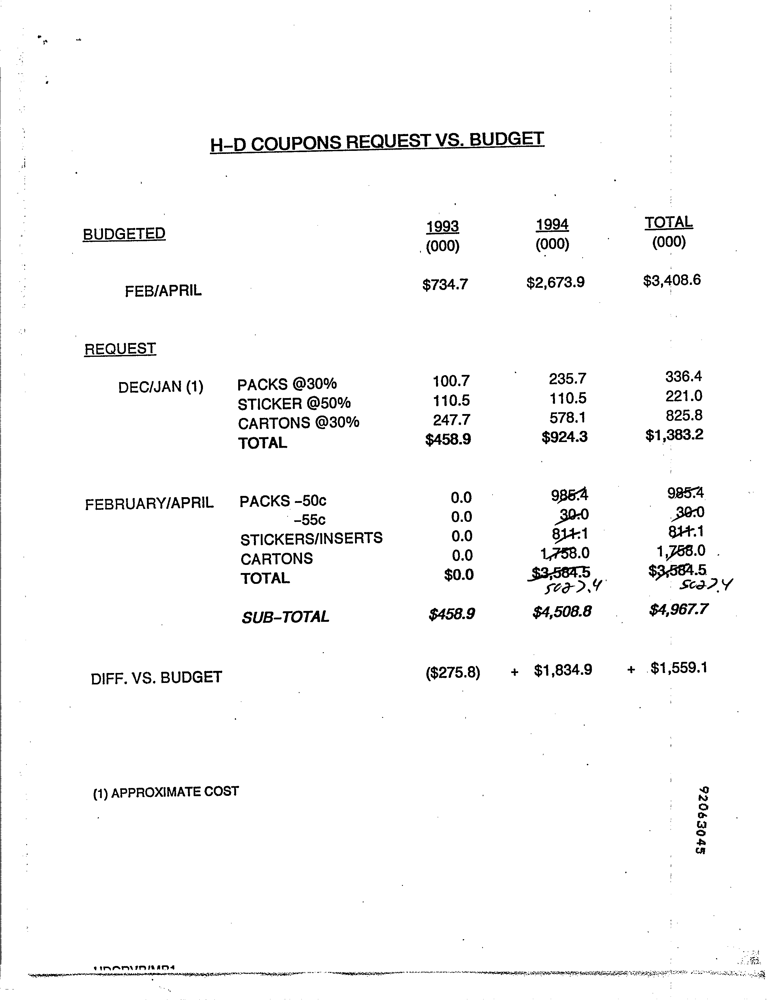 H-D COUPONS REQUEST VS. BUDGET
BUDGETED 1993 1994 TOTAL
(000) (000) (000)
FEB/APRIL $734.7 $2,673.9 $3,408.6
REQUEST
DEC/JAN (1) PACKS @30% 100.7 235.7 336.4
STICKER @50% 110.5 110.5 221.0
CARTONS @30% 247.7 578.1 825.8
TOTAL $458.9 $924.3 $1,383.2
FEBRUARY/APRIL PACKS -50c 0.0 985.4 985.4
-55c 0.0 30.0 30.0
STICKERS/INSERTS 0.0 811.1 811.1
CARTONS 0.0 1,758.0 1,758.0
TOTAL $0.0 $3,584.5 $3,584.5
5027.4 5027.4
SUB-TOTAL $458.9 $4,508.8 $4,967.7
DIFF. VS. BUDGET ($275.8) + $1,834.9 + $1,559.1
(1) APPROXIMATE COST
92063045